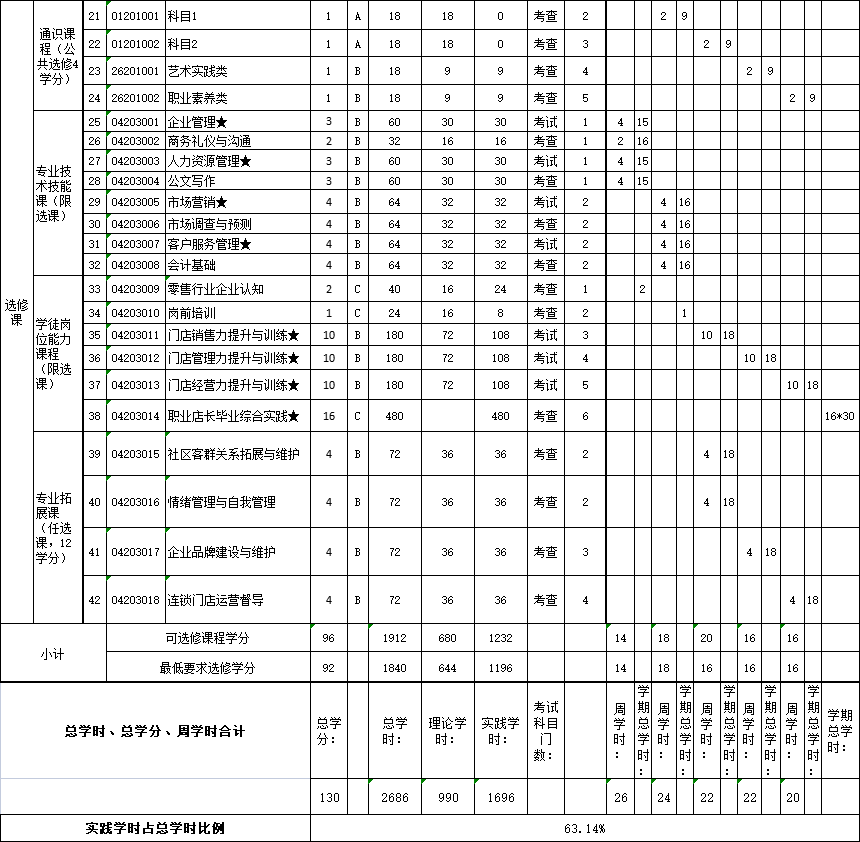 选修课
通识课程（公共选修4学分）
21 01201001 科目1 1 A 18 18 0 考查 2 2 9
22 01201002 科目2 1 A 18 18 0 考查 3 2 9
23 26201001 艺术实践类 1 B 18 9 9 考查 4 2 9
24 26201002 职业素养类 1 B 18 9 9 考查 5 2 9
专业技术技能课（限选课）
25 04203001 企业管理★ 3 B 60 30 30 考试 1 4 15
26 04203002 商务礼仪与沟通 2 B 32 16 16 考查 1 2 16
27 04203003 人力资源管理★ 3 B 60 30 30 考试 1 4 15
28 04203004 公文写作 3 B 60 30 30 考查 1 4 15
29 04203005 市场营销★ 4 B 64 32 32 考试 2 4 16
30 04203006 市场调查与预测 4 B 64 32 32 考查 2 4 16
31 04203007 客户服务管理★ 4 B 64 32 32 考试 2 4 16
32 04203008 会计基础 4 B 64 32 32 考查 2 4 16
学徒岗位能力课程（限选课）
33 04203009 零售行业企业认知 2 C 40 16 24 考查 1 2
34 04203010 岗前培训 1 C 24 16 8 考查 2 1
35 04203011 门店销售力提升与训练★ 10 B 180 72 108 考试 3 10 18
36 04203012 门店管理力提升与训练★ 10 B 180 72 108 考试 4 10 18
37 04203013 门店经营力提升与训练★ 10 B 180 72 108 考试 5 10 18
38 04203014 职业店长毕业综合实践★ 16 C 480 480 考查 6 16*30
专业拓展课（任选课，12学分）
39 04203015 社区客群关系拓展与维护 4 B 72 36 36 考查 2 4 18
40 04203016 情绪管理与自我管理 4 B 72 36 36 考查 2 4 18
41 04203017 企业品牌建设与维护 4 B 72 36 36 考查 3 4 18
42 04203018 连锁门店运营督导 4 B 72 36 36 考查 4 4 18
小计
可选修课程学分 96 1912 680 1232 14 18 20 16 16
最低要求选修学分 92 1840 644 1196 14 18 16 16 16
总学时、总学分、周学时合计 总学分： 总学时： 理论学时： 实践学时： 考试科目门数： 周学时： 学期总学时： 周学时： 学期总学时： 周学时： 学期总学时： 周学时： 学期总学时： 周学时： 学期总学时： 学期总学时：
130 2686 990 1696 26 24 22 22 20
实践学时占总学时比例 63.14%